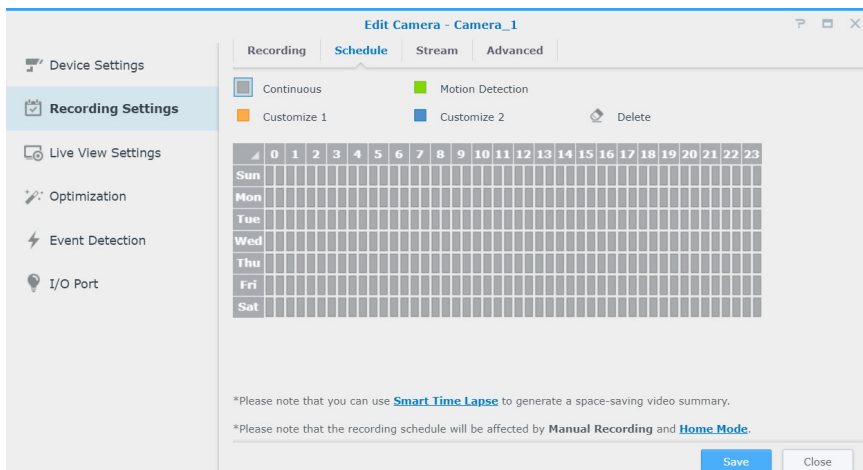 Edit Camera - Camera_1
Device Settings
Recording Settings
Live View Settings
Optimization
Event Detection
I/O Port
Recording Schedule Stream Advanced
Continuous Motion Detection
Customize 1 Customize 2 Delete
0 1 2 3 4 5 6 7 8 9 10 11 12 13 14 15 16 17 18 19 20 21 22 23
Sun
Mon
Tue
Wed
Thu
Fri
Sat
*Please note that you can use Smart Time Lapse to generate a space-saving video summary.
*Please note that the recording schedule will be affected by Manual Recording and Home Mode.
Save Close